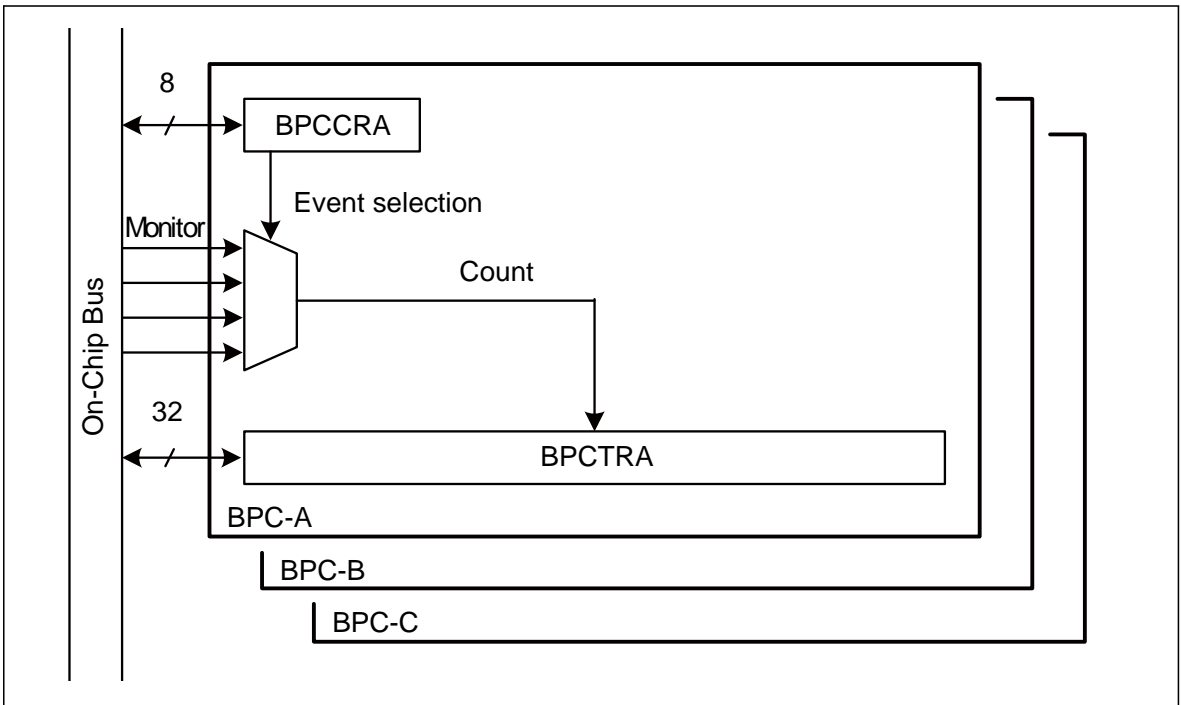 8
BPCCRA
Event selection
Monitor
Count
On-Chip Bus
32
BPCTRA
BPC-A
BPC-B
BPC-C